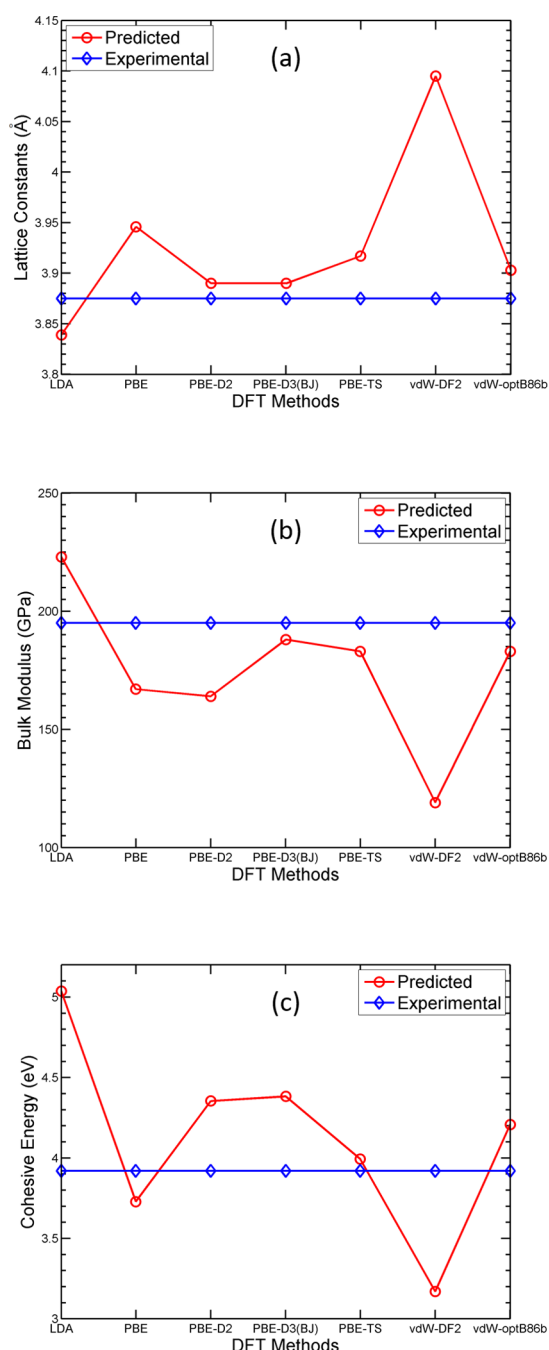 4.15
Predicted
Experimental
(a)
4.1
4.05
4
3.95
3.9
3.85
3.8
Lattice Constants (Å)
LDA PBE PBE-D2 PBE-D3(BJ) PBE-TS vdW-DF2 vdW-optB86b
DFT Methods
250
Predicted
Experimental
(b)
200
150
100
Bulk Modulus (GPa)
LDA PBE PBE-D2 PBE-D3(BJ) PBE-TS vdW-DF2 vdW-optB86b
DFT Methods
Predicted
Experimental
(c)
5
4.5
4
3.5
3
Cohesive Energy (eV)
LDA PBE PBE-D2 PBE-D3(BJ) PBE-TS vdW-DF2 vdW-optB86b
DFT Methods